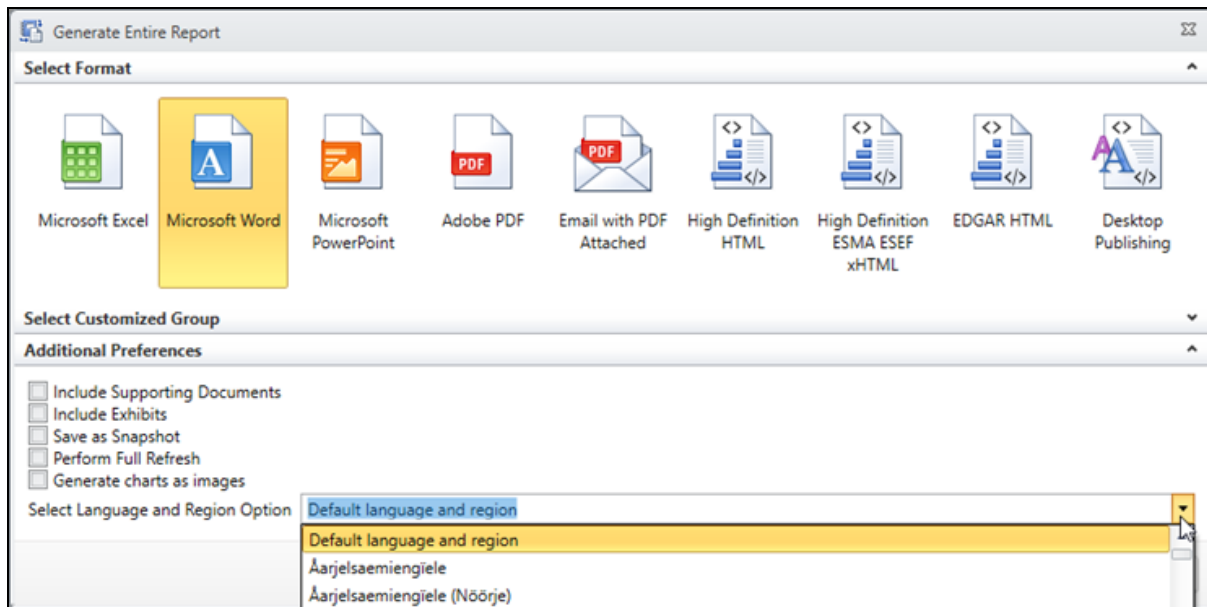 Generate Entire Report
Select Format
Microsoft Excel
Microsoft Word
Microsoft
PowerPoint
Adobe PDF
Email with PDF
Attached
High Definition
HTML
High Definition
ESMA ESEF
xHTML
EDGAR HTML
Desktop
Publishing
A
PDF
PDF
<>
</>
<>
</>
<>
</>
<>
AA
</>
Select Customized Group
Additional Preferences
Include Supporting Documents
Include Exhibits
Save as Snapshot
Perform Full Refresh
Generate charts as images
Select Language and Region Option Default language and region
Default language and region
Åarjelsaemiengïele
Åarjelsaemiengïele (Nöörje)